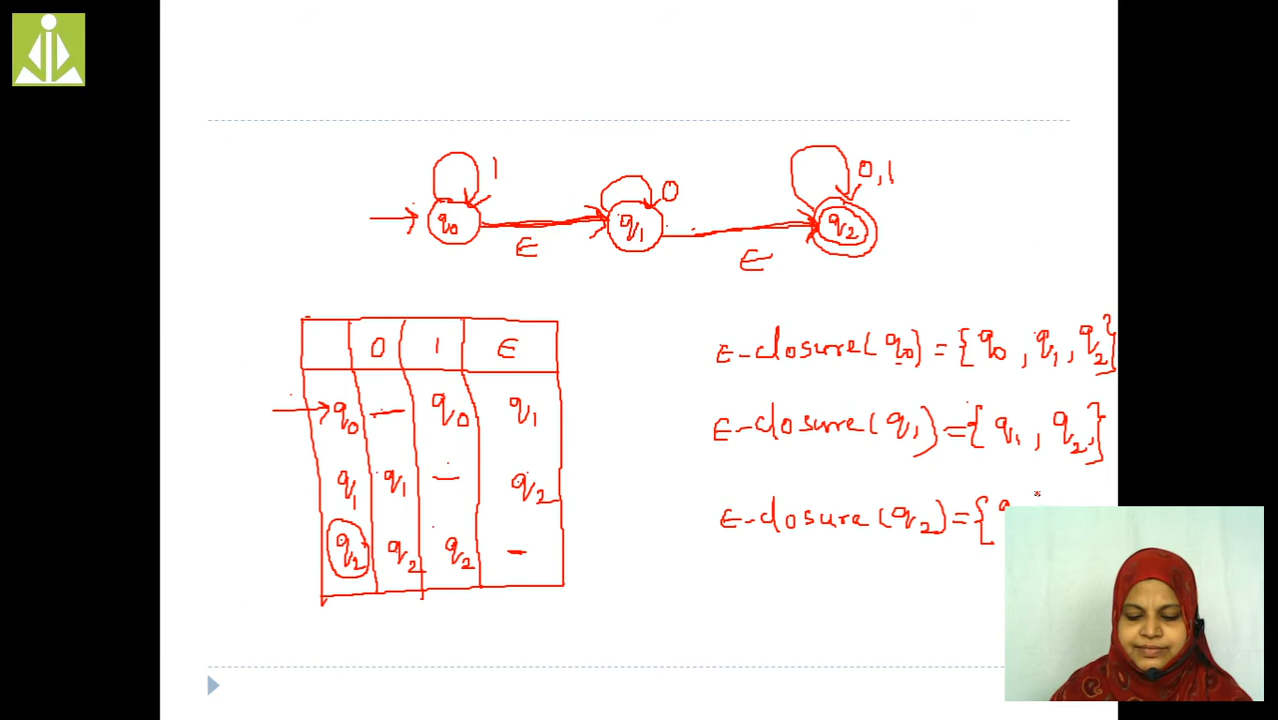 1
0
0,1
q0
q1
q2
ε
ε
0 1 ε
q0 — q0 q1
q1 q1 — q2
q2 q2 q2 -
ε-closure(q0) = {q0, q1, q2}
ε-closure(q1) = {q1, q2}
ε-closure(q2) = {q